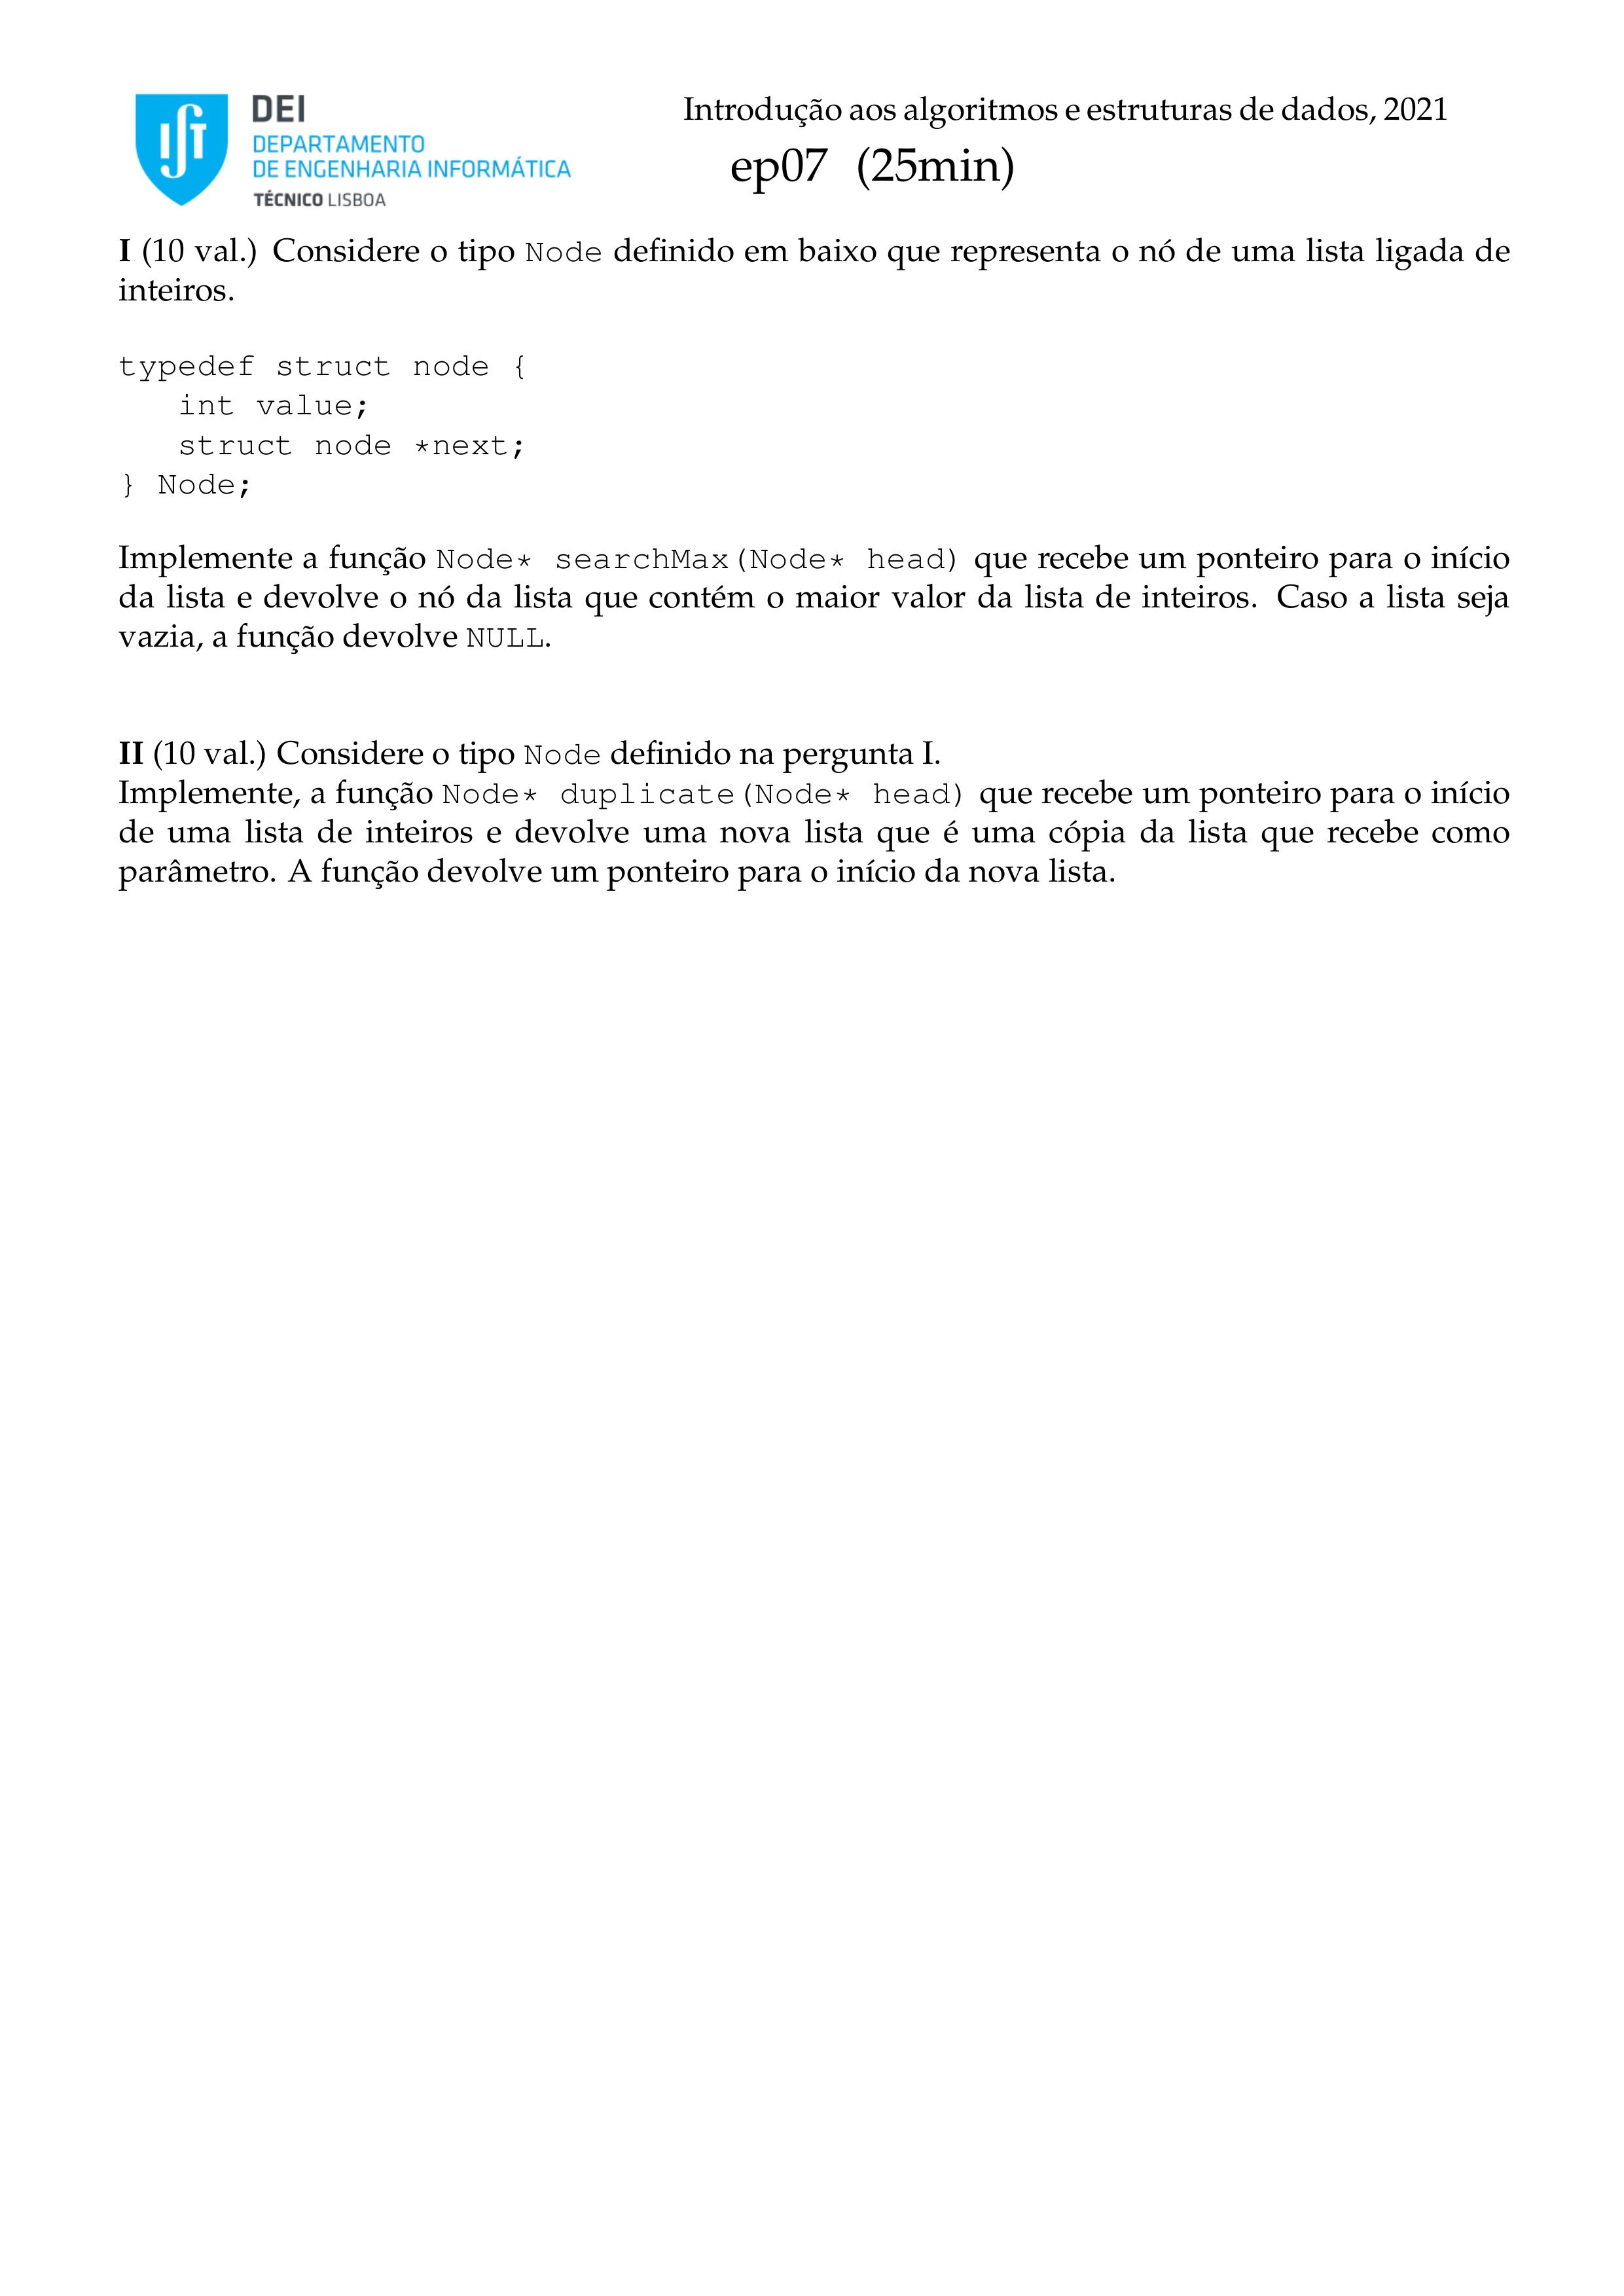 DEI
DEPARTAMENTO
DE ENGENHARIA INFORMÁTICA
TÉCNICO LISBOA
Introdução aos algoritmos e estruturas de dados, 2021
ep07 (25min)
I (10 val.) Considere o tipo Node definido em baixo que representa o nó de uma lista ligada de
inteiros.
typedef struct node {
   int value;
   struct node *next;
} Node;
Implemente a função Node* searchMax(Node* head) que recebe um ponteiro para o início
da lista e devolve o nó da lista que contém o maior valor da lista de inteiros. Caso a lista seja
vazia, a função devolve NULL.
II (10 val.) Considere o tipo Node definido na pergunta I.
Implemente, a função Node* duplicate(Node* head) que recebe um ponteiro para o início
de uma lista de inteiros e devolve uma nova lista que é uma cópia da lista que recebe como
parâmetro. A função devolve um ponteiro para o início da nova lista.